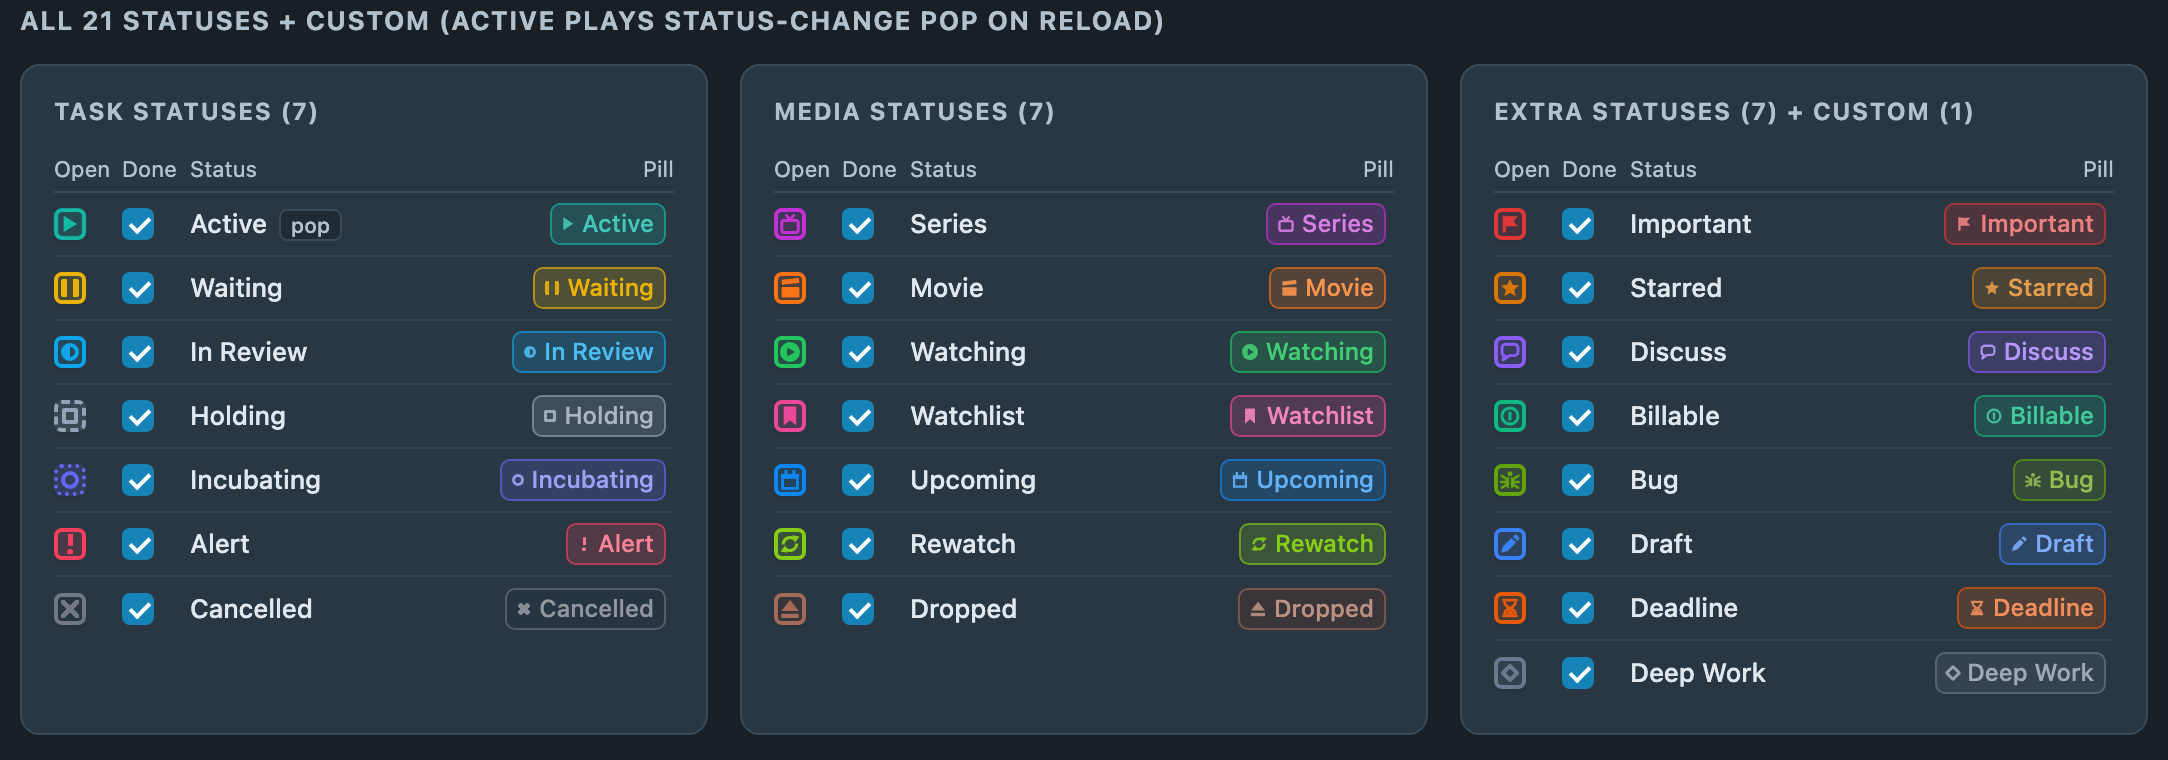 ALL 21 STATUSES + CUSTOM (ACTIVE PLAYS STATUS-CHANGE POP ON RELOAD)
TASK STATUSES (7)
Open Done Status Pill
Active pop Active
Waiting Waiting
In Review In Review
Holding Holding
Incubating Incubating
Alert Alert
Cancelled Cancelled
MEDIA STATUSES (7)
Open Done Status Pill
Series Series
Movie Movie
Watching Watching
Watchlist Watchlist
Upcoming Upcoming
Rewatch Rewatch
Dropped Dropped
EXTRA STATUSES (7) + CUSTOM (1)
Open Done Status Pill
Important Important
Starred Starred
Discuss Discuss
Billable Billable
Bug Bug
Draft Draft
Deadline Deadline
Deep Work Deep Work